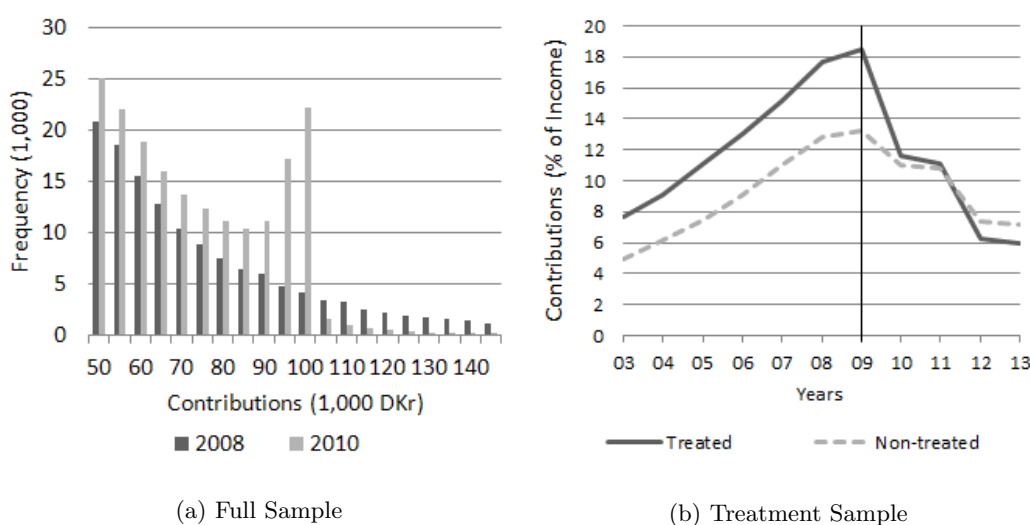 30
25
20
15
10
5
0
Frequency (1,000)
50 60 70 80 90 100 110 120 130 140
Contributions (1,000 DKr)
2008 2010
(a) Full Sample
20
18
16
14
12
10
8
6
4
2
0
Contributions (% of Income)
03 04 05 06 07 08 09 10 11 12 13
Years
Treated Non-treated
(b) Treatment Sample